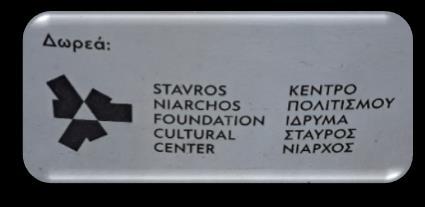 Δωρεά:
STAVROS
NIARCHOS
FOUNDATION
CULTURAL
CENTER
ΚΕΝΤΡΟ
ΠΟΛΙΤΙΣΜΟΥ
ΙΔΡΥΜΑ
ΣΤΑΥΡΟΣ
ΝΙΑΡΧΟΣ